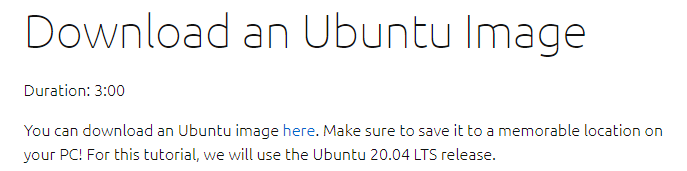 Download an Ubuntu Image
Duration: 3:00
You can download an Ubuntu image here. Make sure to save it to a memorable location on
your PC! For this tutorial, we will use the Ubuntu 20.04 LTS release.